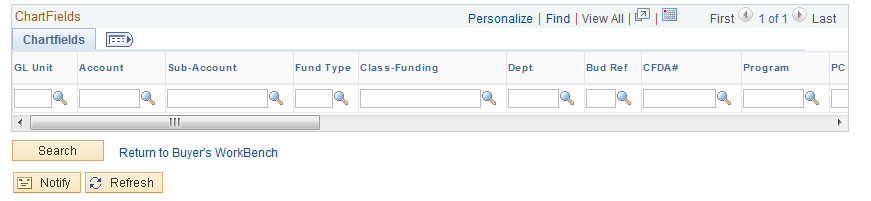 ChartFields
Personalize | Find | View All | | First 1 of 1 Last
Chartfields
GL Unit Account Sub-Account Fund Type Class-Funding Dept Bud Ref CFDA# Program PC
Search Return to Buyer's WorkBench
Notify Refresh